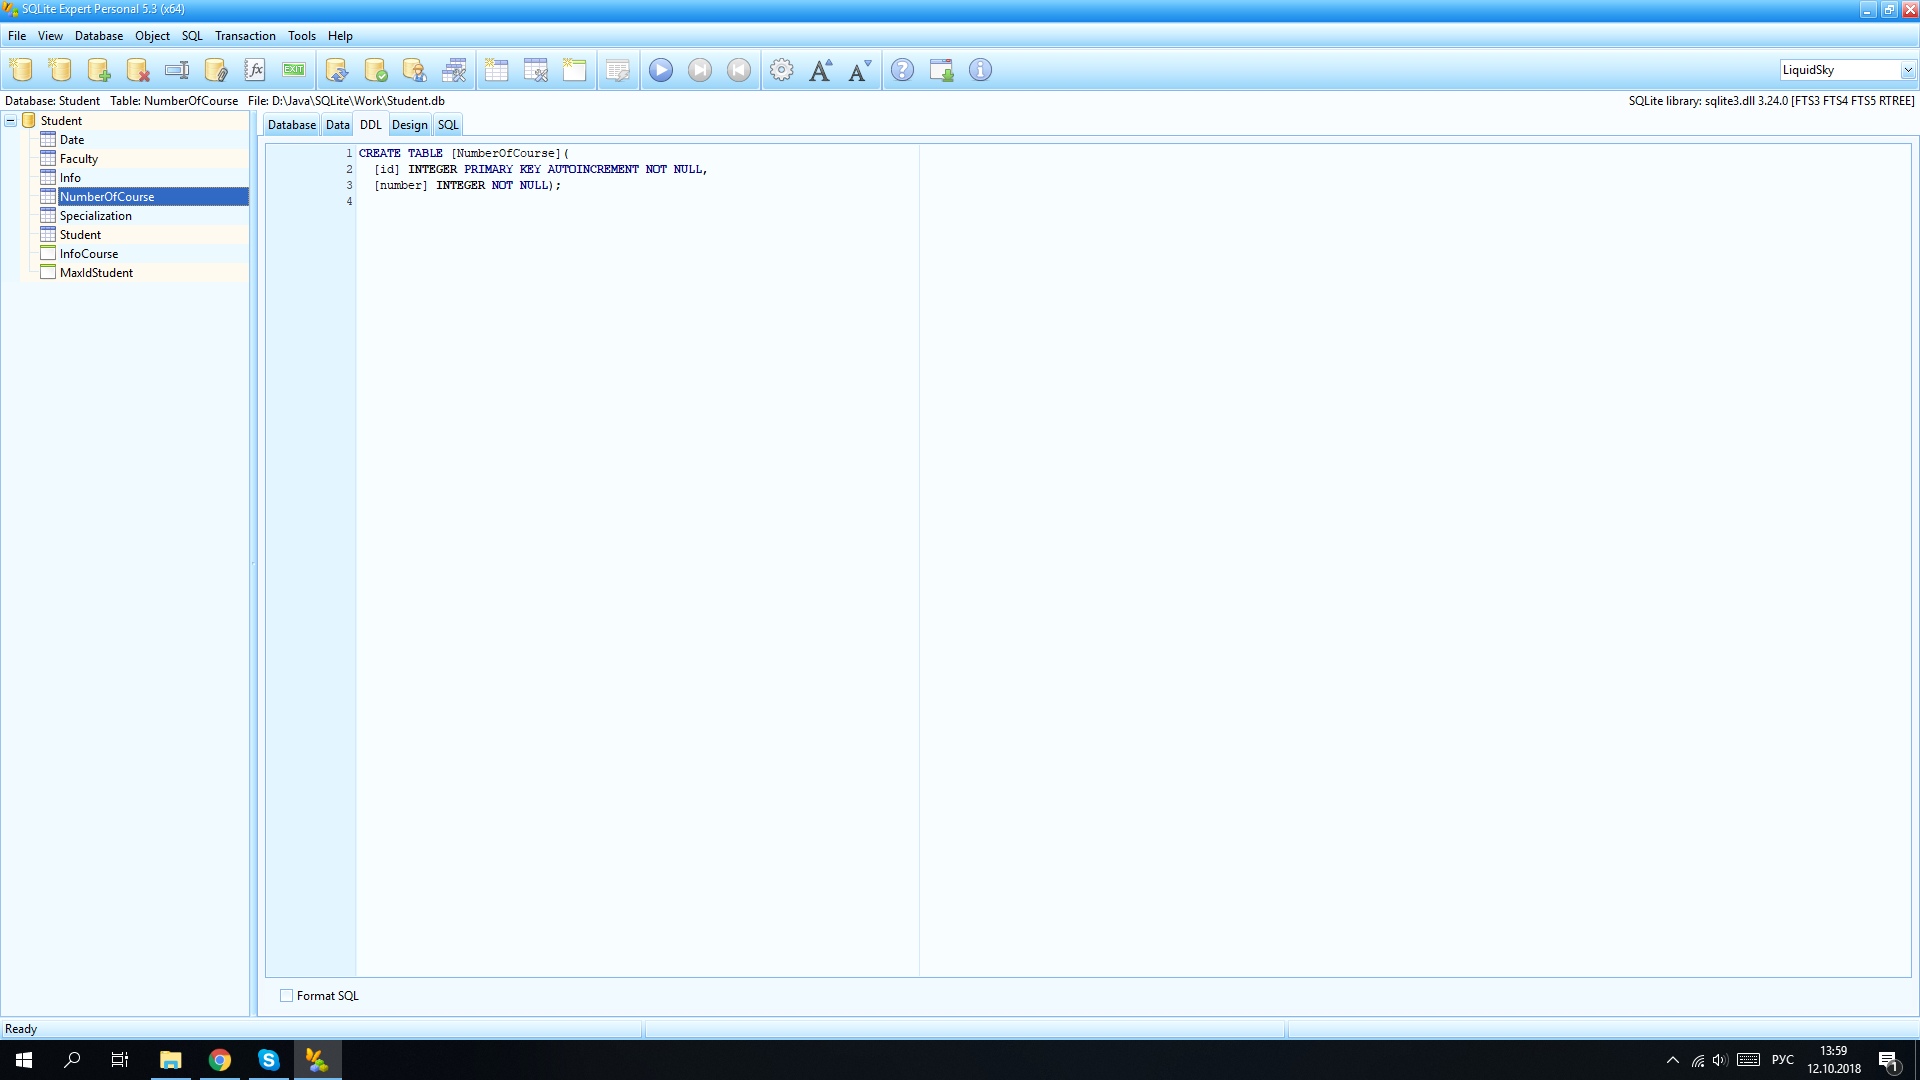 SQLite Expert Personal 5.3 (x64)
File View Database Object SQL Transaction Tools Help
EXIT
LiquidSky
Database: Student Table: NumberOfCourse File: D:\Java\SQLite\Work\Student.db
SQLite library: sqlite3.dll 3.24.0 [FTS3 FTS4 FTS5 RTREE]
Student
Date
Faculty
Info
NumberOfCourse
Specialization
Student
InfoCourse
MaxIdStudent
Database Data DDL Design SQL
1 CREATE TABLE [NumberOfCourse](
2 [id] INTEGER PRIMARY KEY AUTOINCREMENT NOT NULL,
3 [number] INTEGER NOT NULL);
4
Format SQL
Ready
РУС
13:59
12.10.2018
1